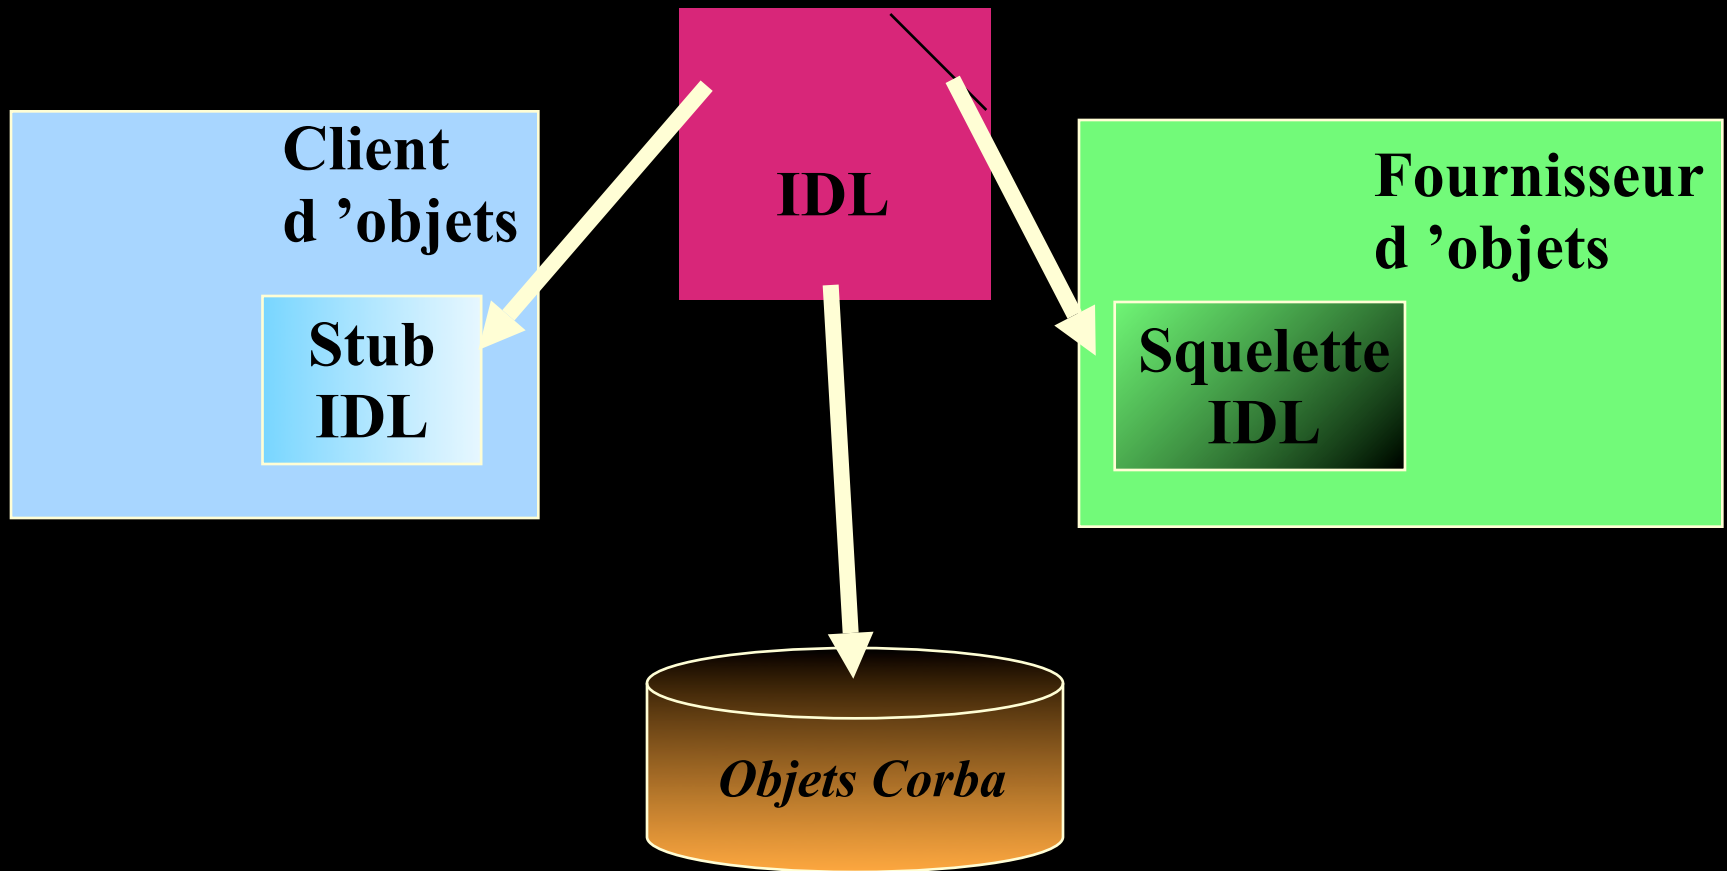 Client
d ’objets
IDL
Fournisseur
d ’objets
Stub
IDL
Squelette
IDL
Objets Corba